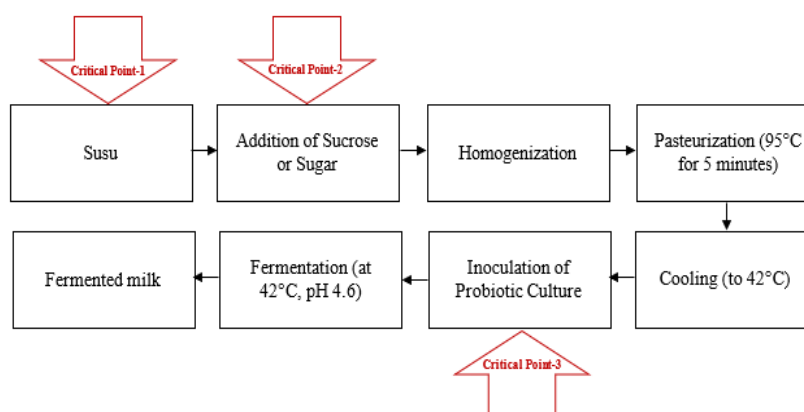 Critical Point-1
Critical Point-2
Susu
Addition of Sucrose
or Sugar
Homogenization
Pasteurization (95°C
for 5 minutes)
Fermented milk
Fermentation (at
42°C, pH 4.6)
Inoculation of
Probiotic Culture
Cooling (to 42°C)
Critical Point-3